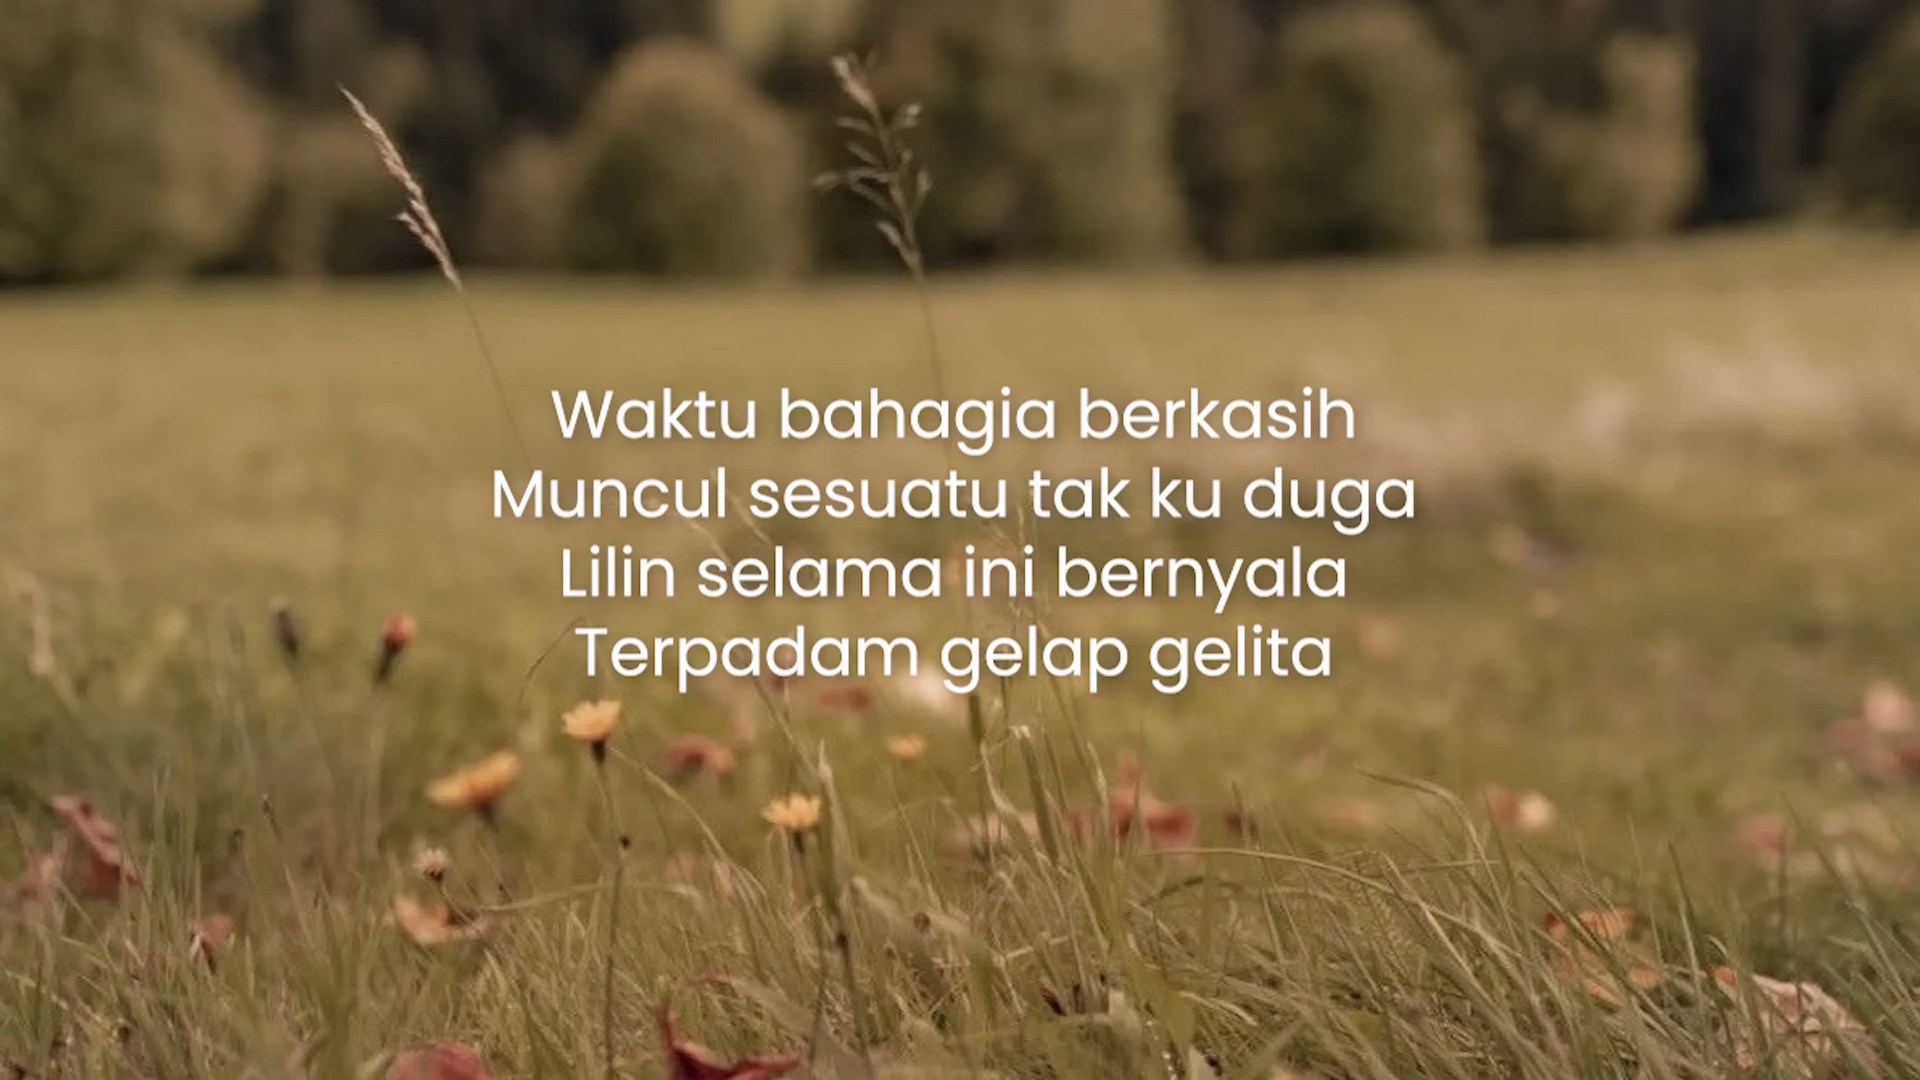 Waktu bahagia berkasih
Muncul sesuatu tak ku duga
Lilin selama ini bernyala
Terpadam gelap gelita